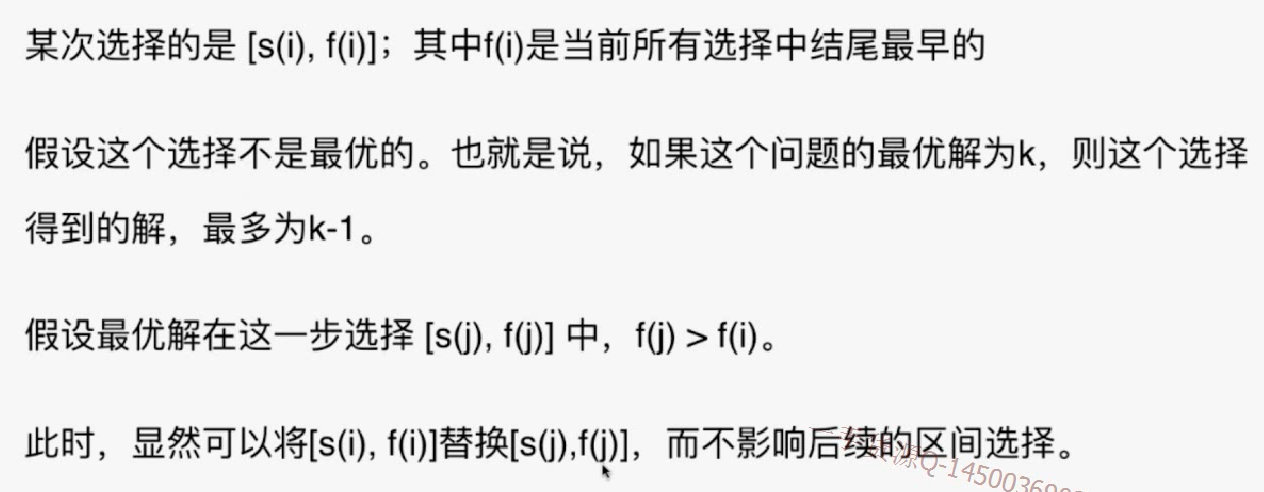 某次选择的是 [s(i), f(i)]；其中f(i)是当前所有选择中结尾最早的
假设这个选择不是最优的。也就是说，如果这个问题的最优解为k，则这个选择
得到的解，最多为k-1。
假设最优解在这一步选择 [s(j), f(j)] 中，f(j) > f(i)。
此时，显然可以将[s(i), f(i)]替换[s(j),f(j)]，而不影响后续的区间选择。